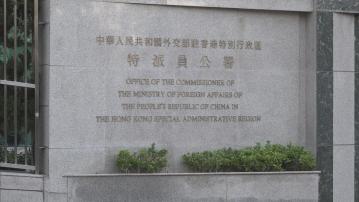 中華人民共和國外交部駐香港特別行政區
特派員公署
OFFICE OF THE COMMISSIONER OF
THE MINISTRY OF FOREIGN AFFAIRS OF
THE PEOPLE'S REPUBLIC OF CHINA IN
THE HONG KONG SPECIAL ADMINISTRATIVE REGION